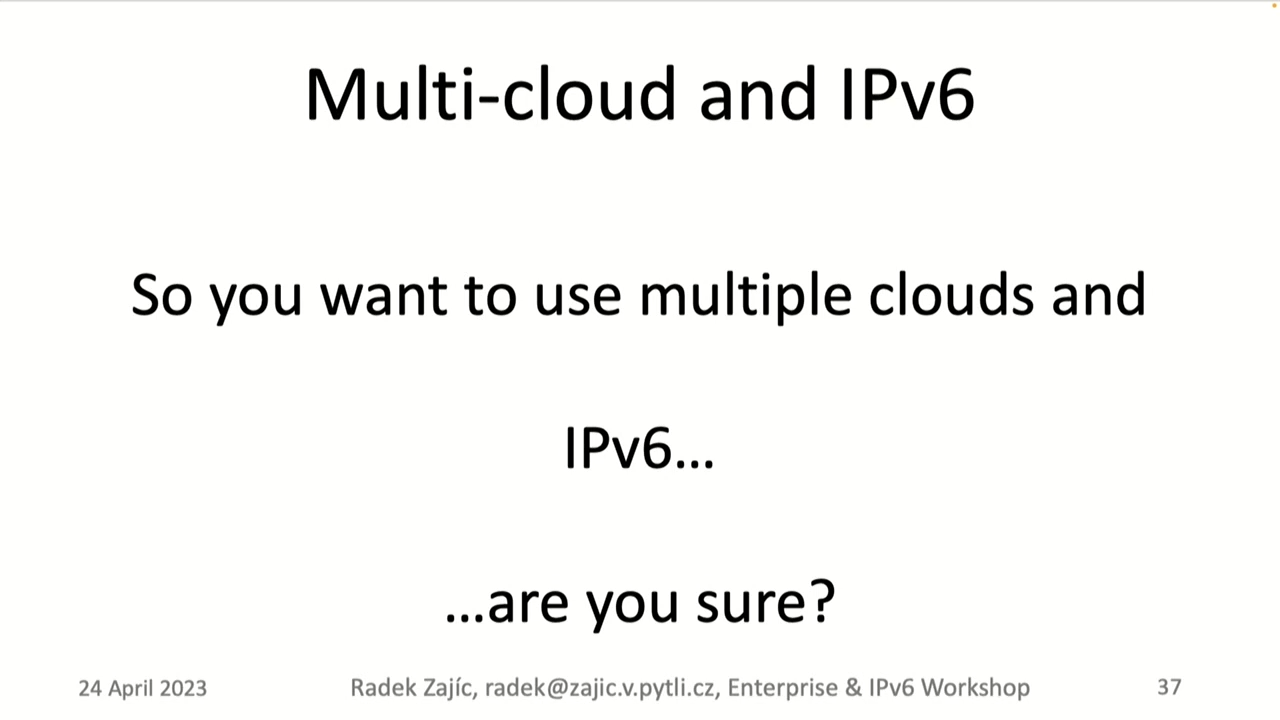 Multi-cloud and IPv6
So you want to use multiple clouds and
IPv6…
…are you sure?
24 April 2023
Radek Zajíc, radek@zajic.v.pytli.cz, Enterprise & IPv6 Workshop
37